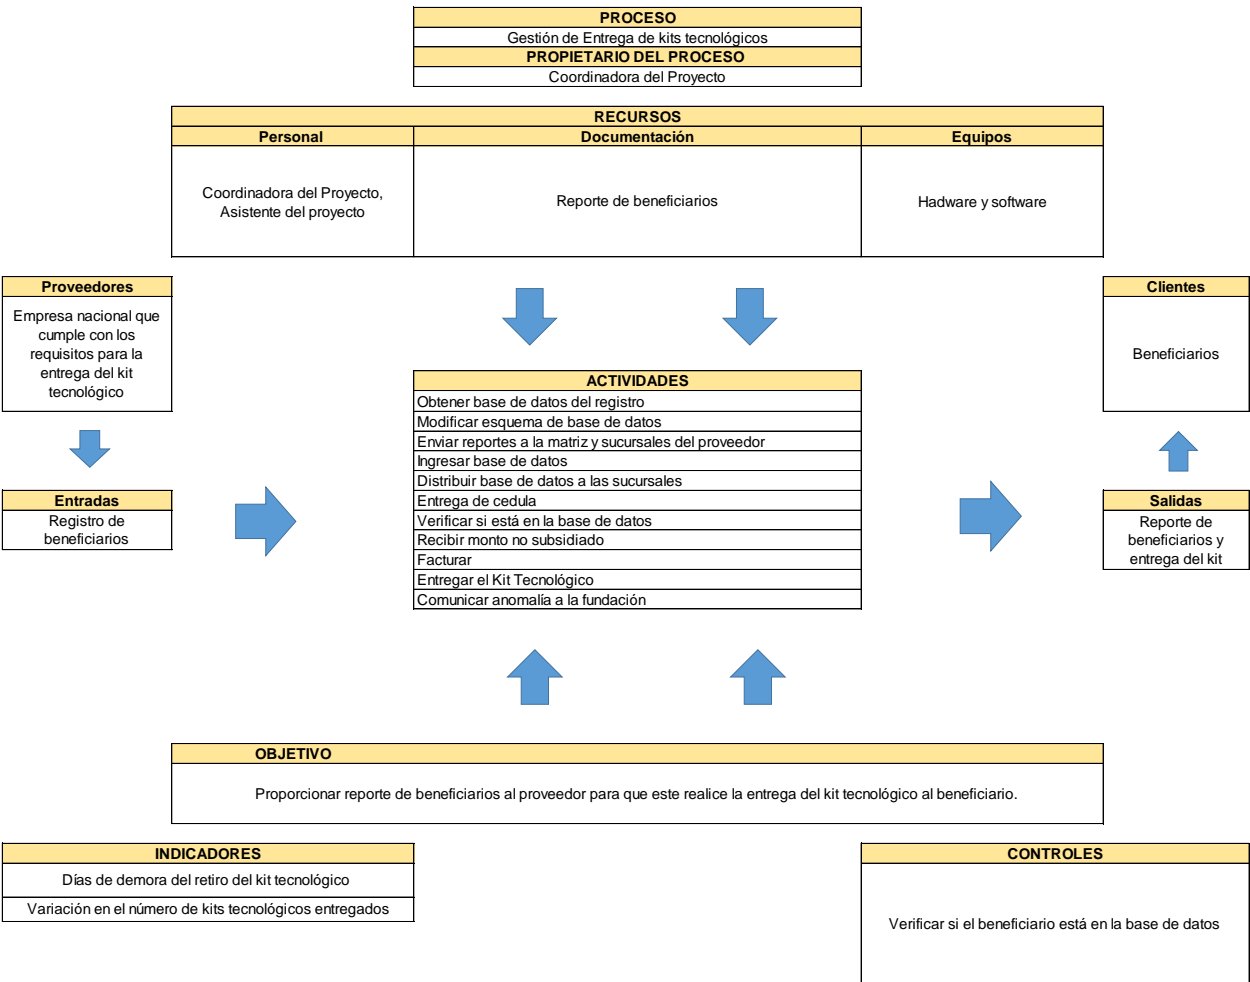 PROCESO
Gestión de Entrega de kits tecnológicos
PROPIETARIO DEL PROCESO
Coordinadora del Proyecto
RECURSOS
Personal
Documentación
Equipos
Coordinadora del Proyecto,
Asistente del proyecto
Reporte de beneficiarios
Hadware y software
Proveedores
Empresa nacional que
cumple con los
requisitos para la
entrega del kit
tecnológico
Clientes
Beneficiarios
ACTIVIDADES
Obtener base de datos del registro
Modificar esquema de base de datos
Enviar reportes a la matriz y sucursales del proveedor
Ingresar base de datos
Distribuir base de datos a las sucursales
Entrega de cedula
Verificar si está en la base de datos
Recibir monto no subsidiado
Facturar
Entregar el Kit Tecnológico
Comunicar anomalía a la fundación
Entradas
Registro de
beneficiarios
Salidas
Reporte de
beneficiarios y
entrega del kit
OBJETIVO
Proporcionar reporte de beneficiarios al proveedor para que este realice la entrega del kit tecnológico al beneficiario.
INDICADORES
Días de demora del retiro del kit tecnológico
Variación en el número de kits tecnológicos entregados
CONTROLES
Verificar si el beneficiario está en la base de datos